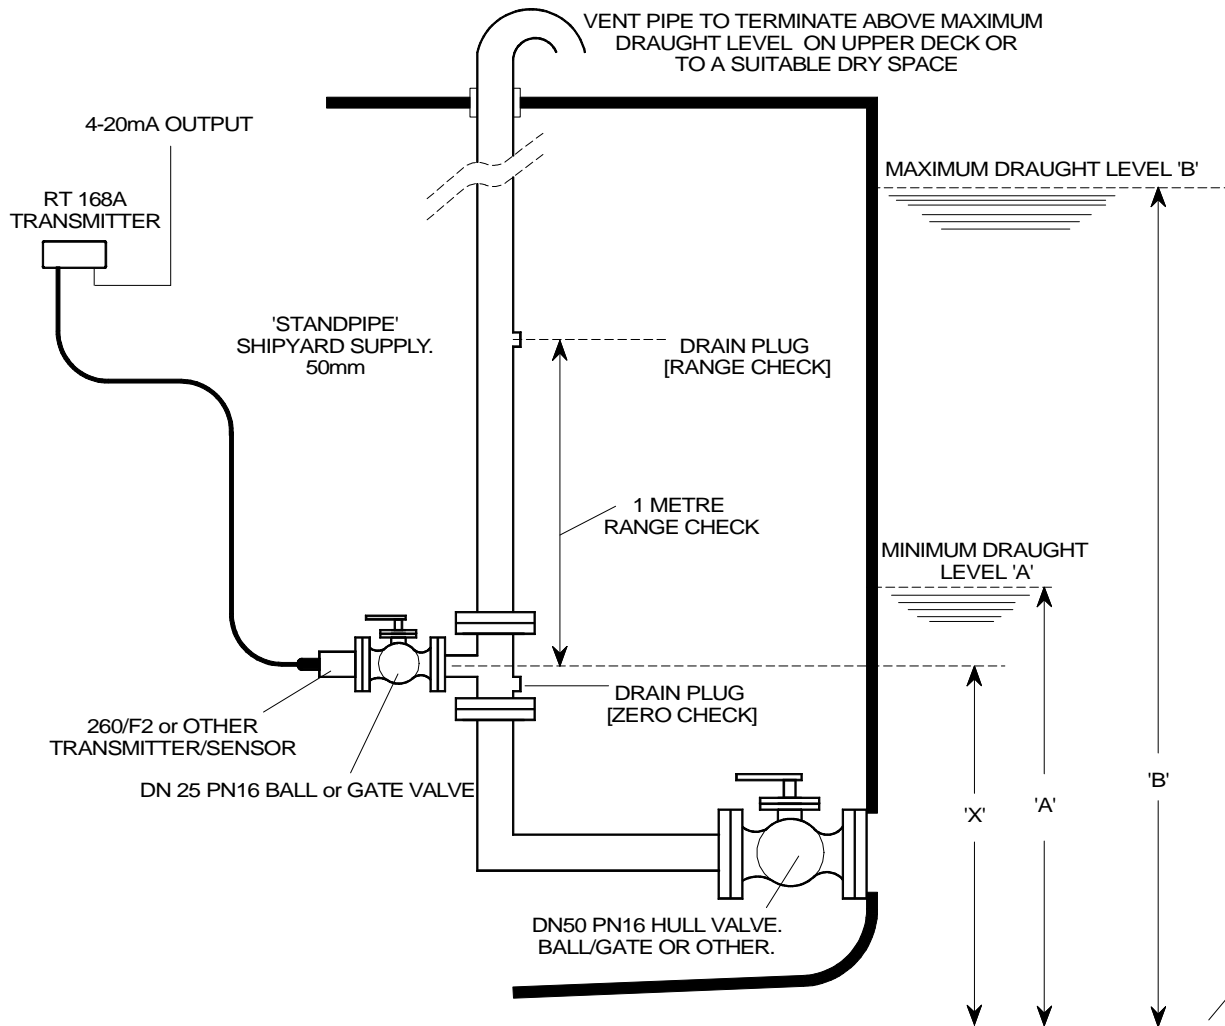 VENT PIPE TO TERMINATE ABOVE MAXIMUM
DRAUGHT LEVEL ON UPPER DECK OR
TO A SUITABLE DRY SPACE
4-20mA OUTPUT
MAXIMUM DRAUGHT LEVEL 'B'
RT 168A
TRANSMITTER
'STANDPIPE'
SHIPYARD SUPPLY.
50mm
DRAIN PLUG
[RANGE CHECK]
1 METRE
RANGE CHECK
MINIMUM DRAUGHT
LEVEL 'A'
DRAIN PLUG
[ZERO CHECK]
260/F2 or OTHER
TRANSMITTER/SENSOR
DN 25 PN16 BALL or GATE VALVE
'X'
'A'
'B'
DN50 PN16 HULL VALVE.
BALL/GATE OR OTHER.